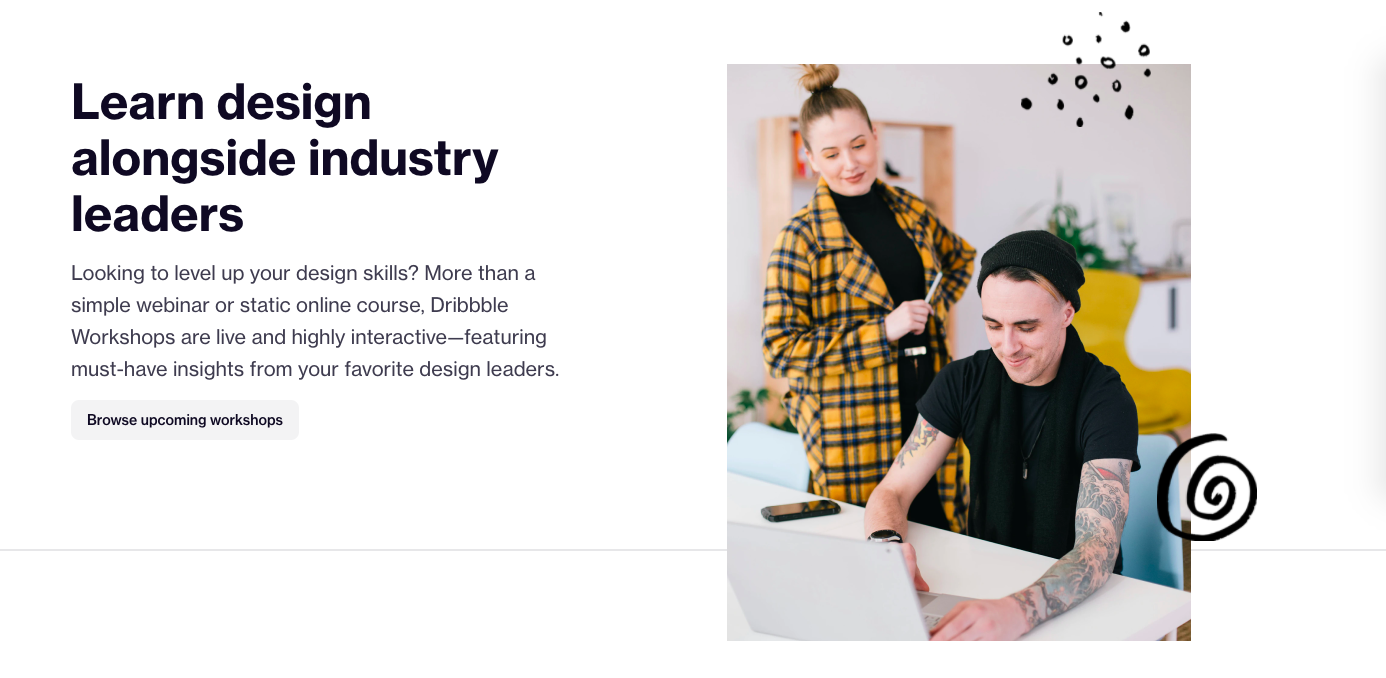 Learn design
alongside industry
leaders
Looking to level up your design skills? More than a
simple webinar or static online course, Dribbble
Workshops are live and highly interactive—featuring
must-have insights from your favorite design leaders.
Browse upcoming workshops